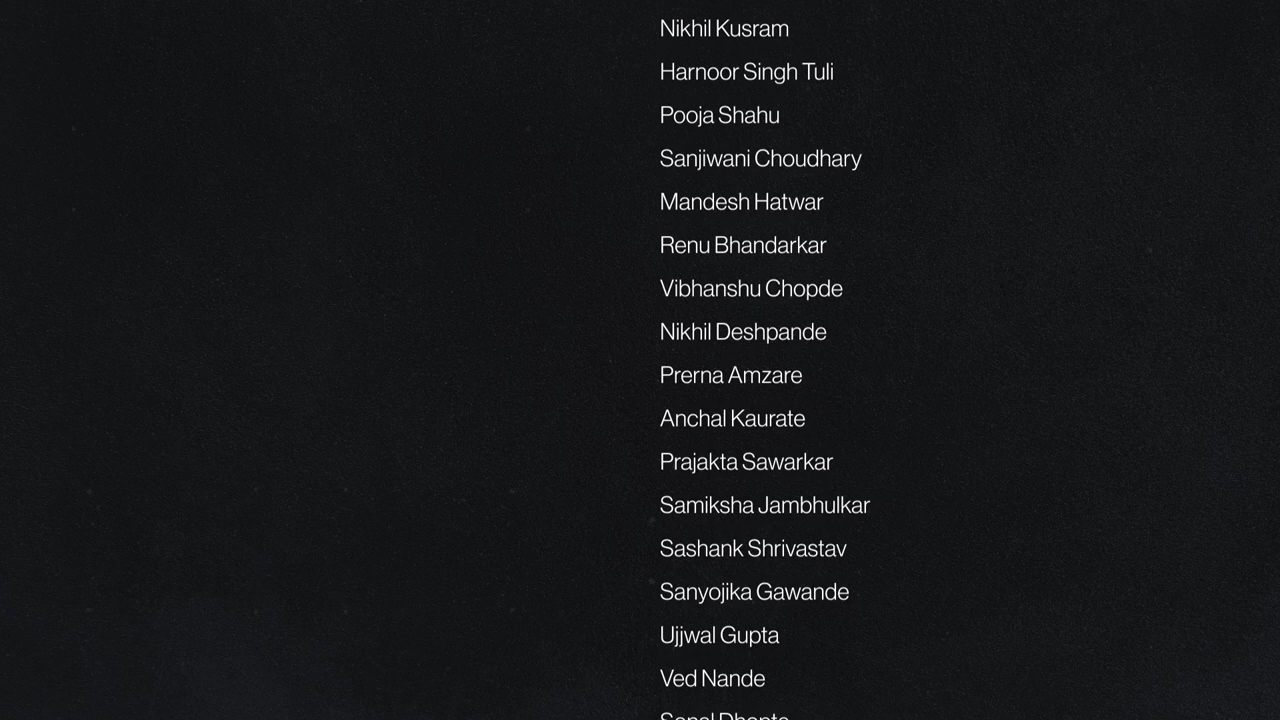 Nikhil Kusram
Harnoor Singh Tuli
Pooja Shahu
Sanjiwani Choudhary
Mandesh Hatwar
Renu Bhandarkar
Vibhanshu Chopde
Nikhil Deshpande
Prerna Amzare
Anchal Kaurate
Prajakta Sawarkar
Samiksha Jambhulkar
Sashank Shrivastav
Sanyojika Gawande
Ujjwal Gupta
Ved Nande